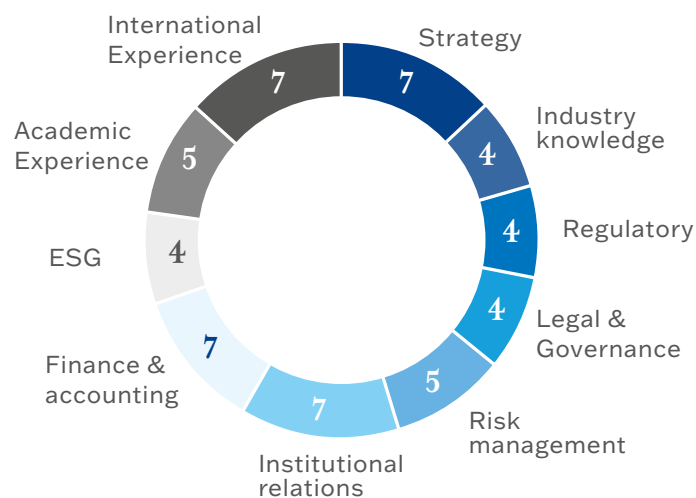 International
Experience
7
Strategy
7
Industry
knowledge
4
Regulatory
4
Legal &
Governance
4
Risk
management
5
Institutional
relations
7
Finance &
accounting
7
ESG
4
Academic
Experience
5